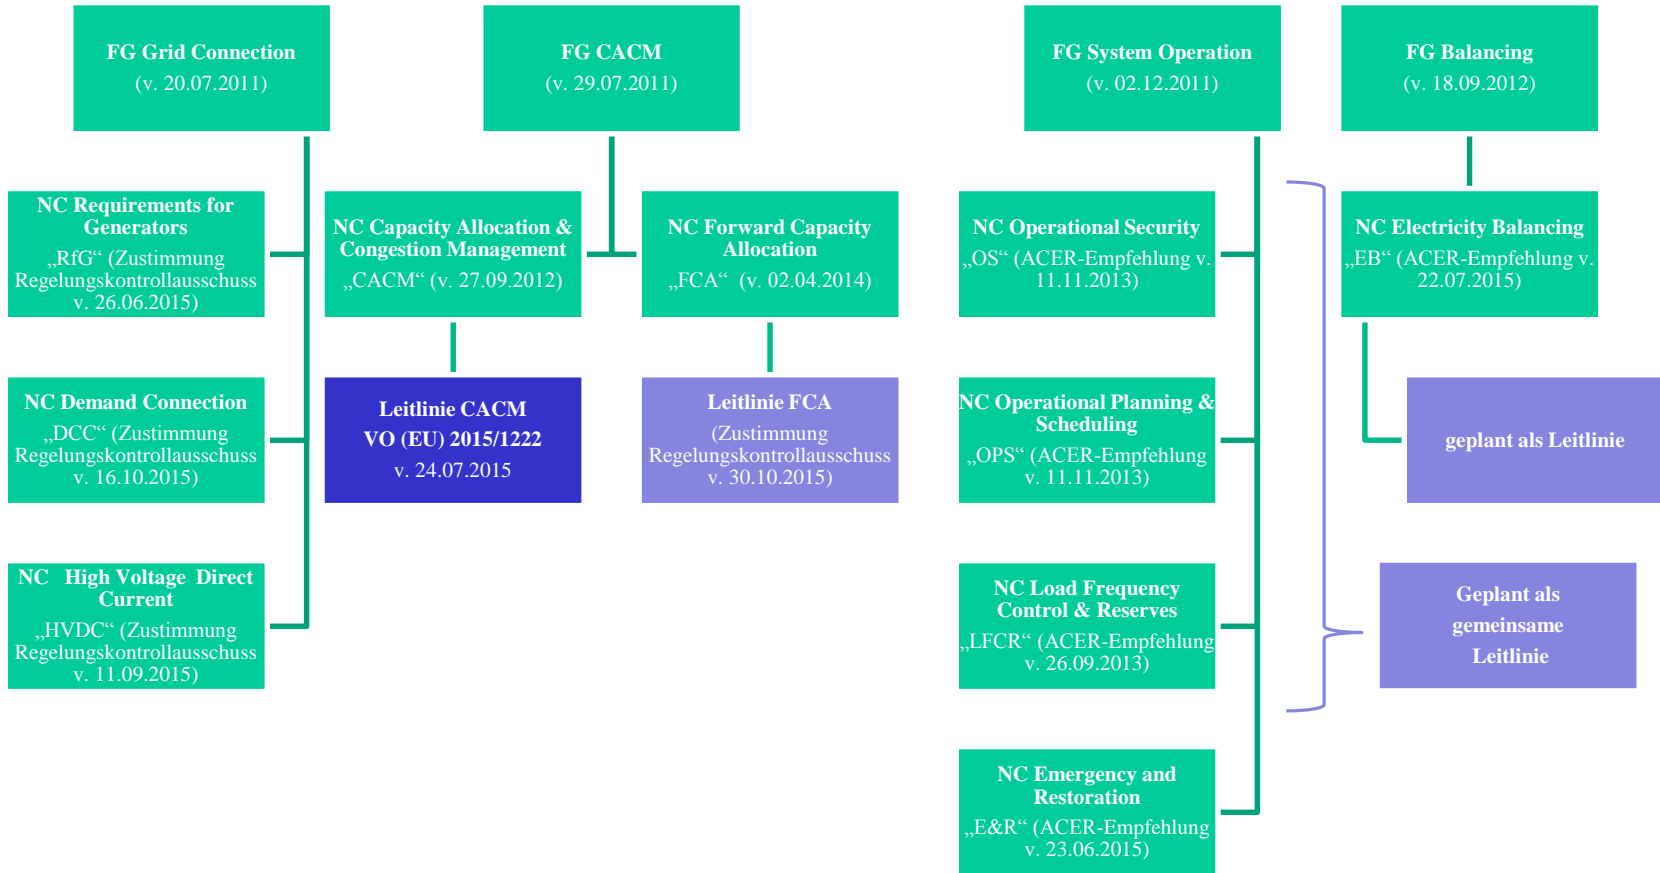 FG Grid Connection
(v. 20.07.2011)
FG CACM
(v. 29.07.2011)
FG System Operation
(v. 02.12.2011)
FG Balancing
(v. 18.09.2012)
NC Requirements for
Generators
„RfG“ (Zustimmung
Regelungskontrollausschuss
v. 26.06.2015)
NC Capacity Allocation &
Congestion Management
„CACM“ (v. 27.09.2012)
NC Forward Capacity
Allocation
„FCA“ (v. 02.04.2014)
NC Operational Security
„OS“ (ACER-Empfehlung v.
11.11.2013)
NC Electricity Balancing
„EB“ (ACER-Empfehlung v.
22.07.2015)
NC Demand Connection
„DCC“ (Zustimmung
Regelungskontrollausschuss
v. 16.10.2015)
Leitlinie CACM
VO (EU) 2015/1222
v. 24.07.2015
Leitlinie FCA
(Zustimmung
Regelungskontrollausschuss
v. 30.10.2015)
NC Operational Planning &
Scheduling
„OPS“ (ACER-Empfehlung
v. 11.11.2013)
geplant als Leitlinie
NC High Voltage Direct
Current
„HVDC“ (Zustimmung
Regelungskontrollausschuss
v. 11.09.2015)
NC Load Frequency
Control & Reserves
„LFCR“ (ACER-Empfehlung
v. 26.09.2013)
Geplant als
gemeinsame
Leitlinie
NC Emergency and
Restoration
„E&R“ (ACER-Empfehlung
v. 23.06.2015)